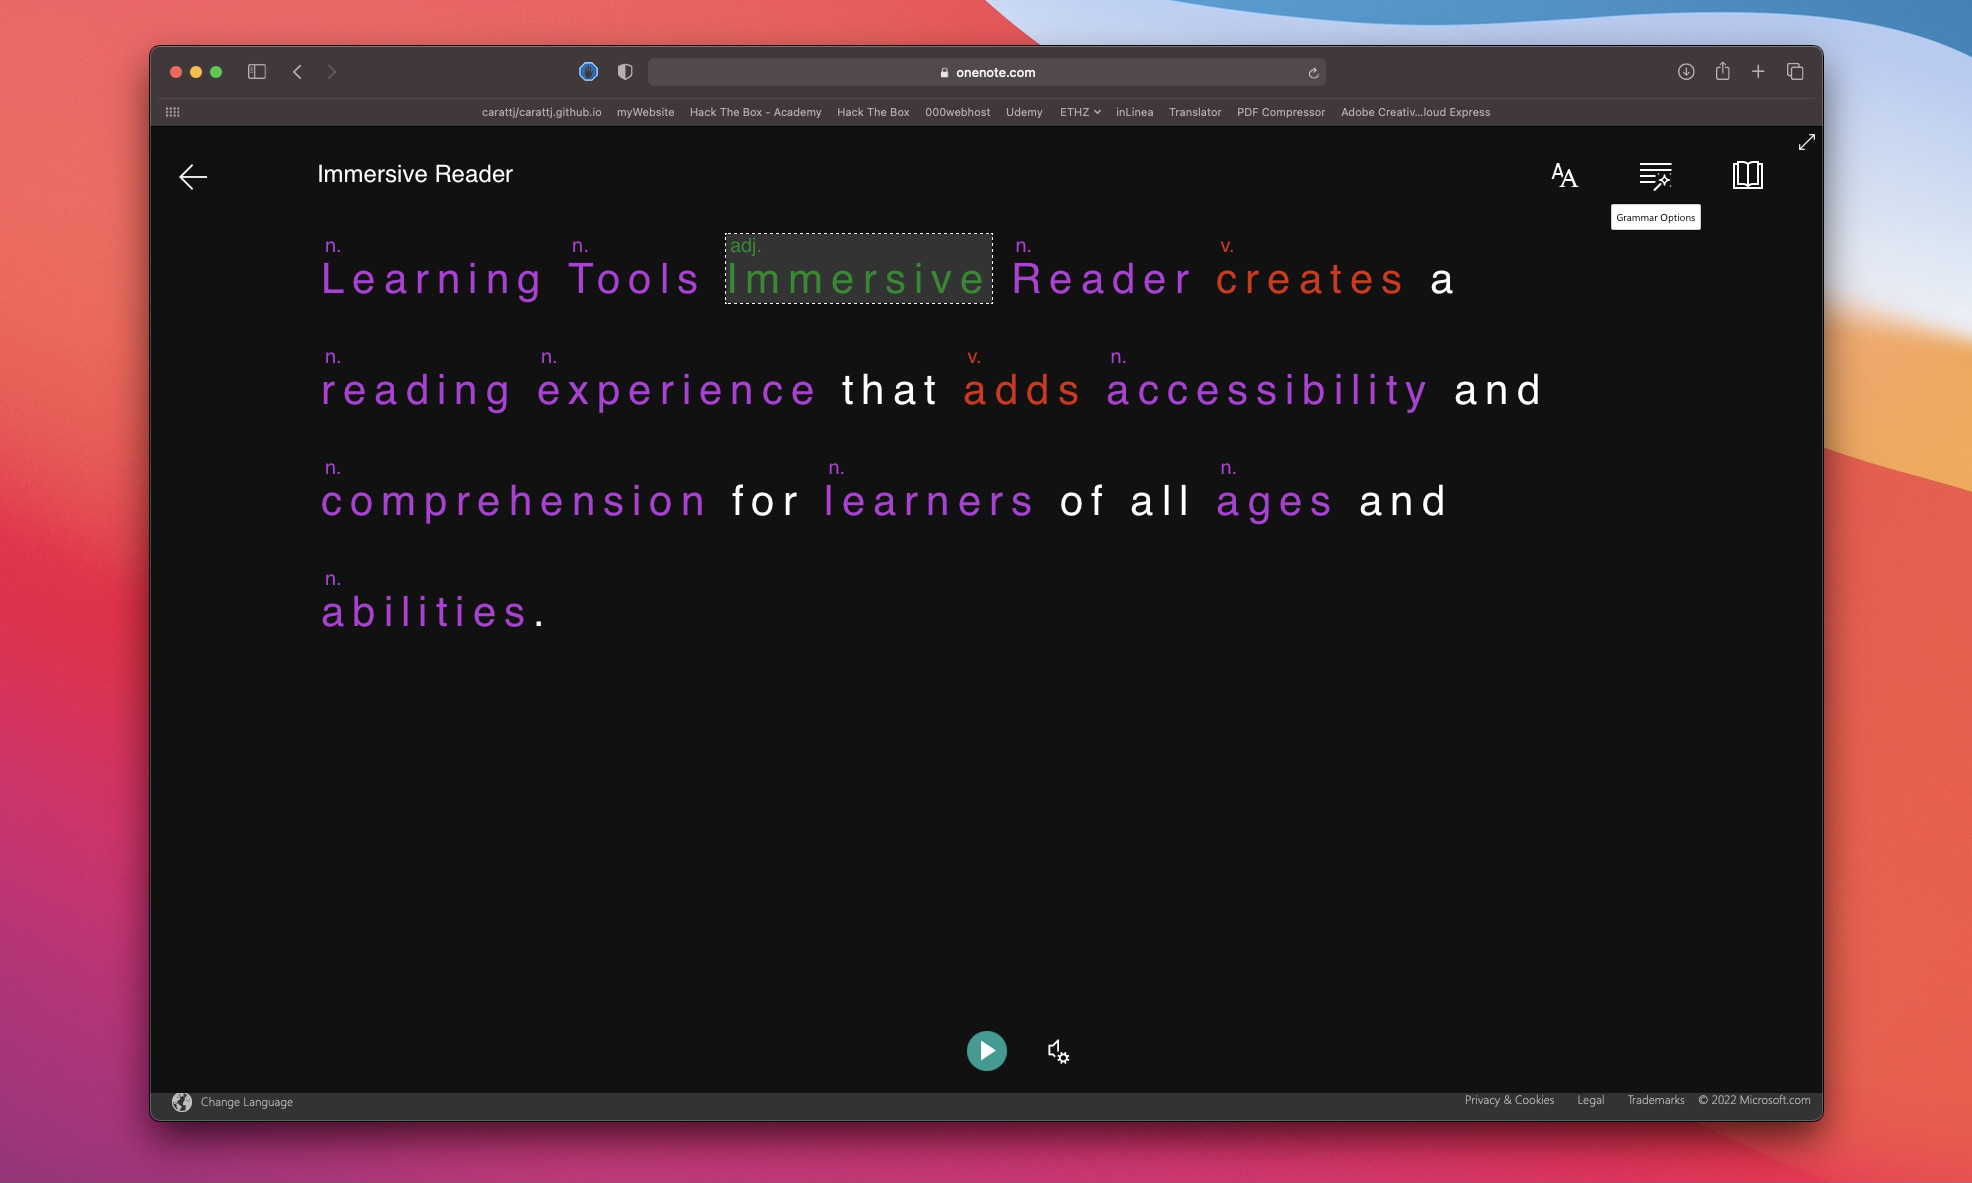 onenote.com
carattj/carattj.github.io myWebsite Hack The Box - Academy Hack The Box 000webhost Udemy ETHZ inLinea Translator PDF Compressor Adobe Creativ...loud Express
Immersive Reader
AA
Grammar Options
n. n. adj. n. v.
Learning Tools Immersive Reader creates a
n. n. v. n.
reading experience that adds accessibility and
n. n. n.
comprehension for learners of all ages and
n.
abilities.
Change Language Privacy & Cookies Legal Trademarks © 2022 Microsoft.com